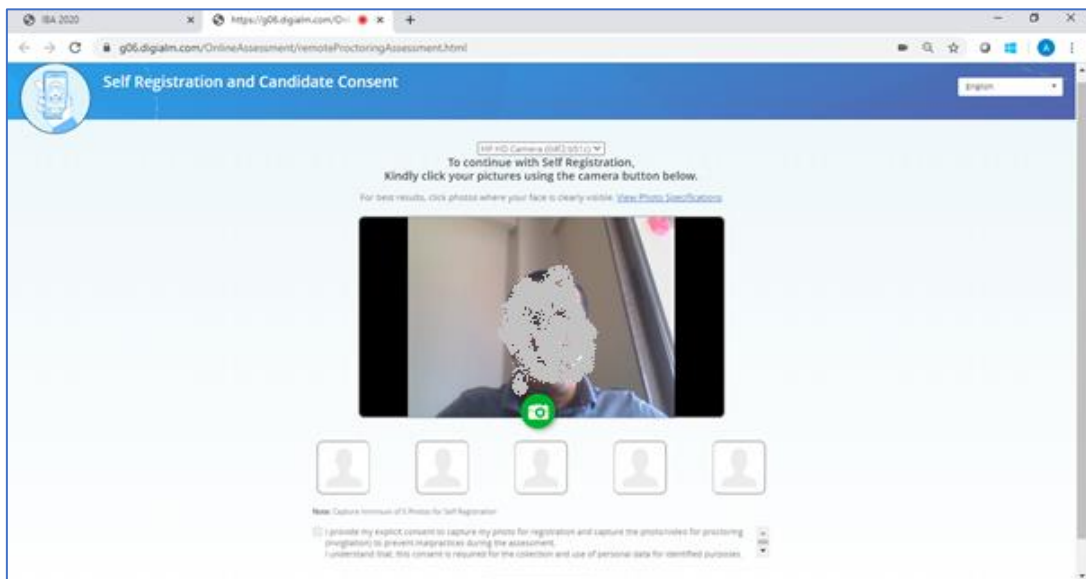 IBA 2020
https://g06.digialm.com/Onl
g06.digialm.com/OnlineAssessment/remoteProctoringAssessment.html
A
Self Registration and Candidate Consent
English
HP HD Camera
To continue with Self Registration,
Kindly click your pictures using the camera button below.
For best results, click photos where your face is clearly visible. View Photo Specifications
Note: Capture minimum of 5 Photos for Self Registration
I provide my explicit consent to capture my photo for registration and capture the photo/video for proctoring
(invigilation) to prevent malpractices during the assessment.
I understand that, this consent is required for the collection and use of personal data for identified purposes